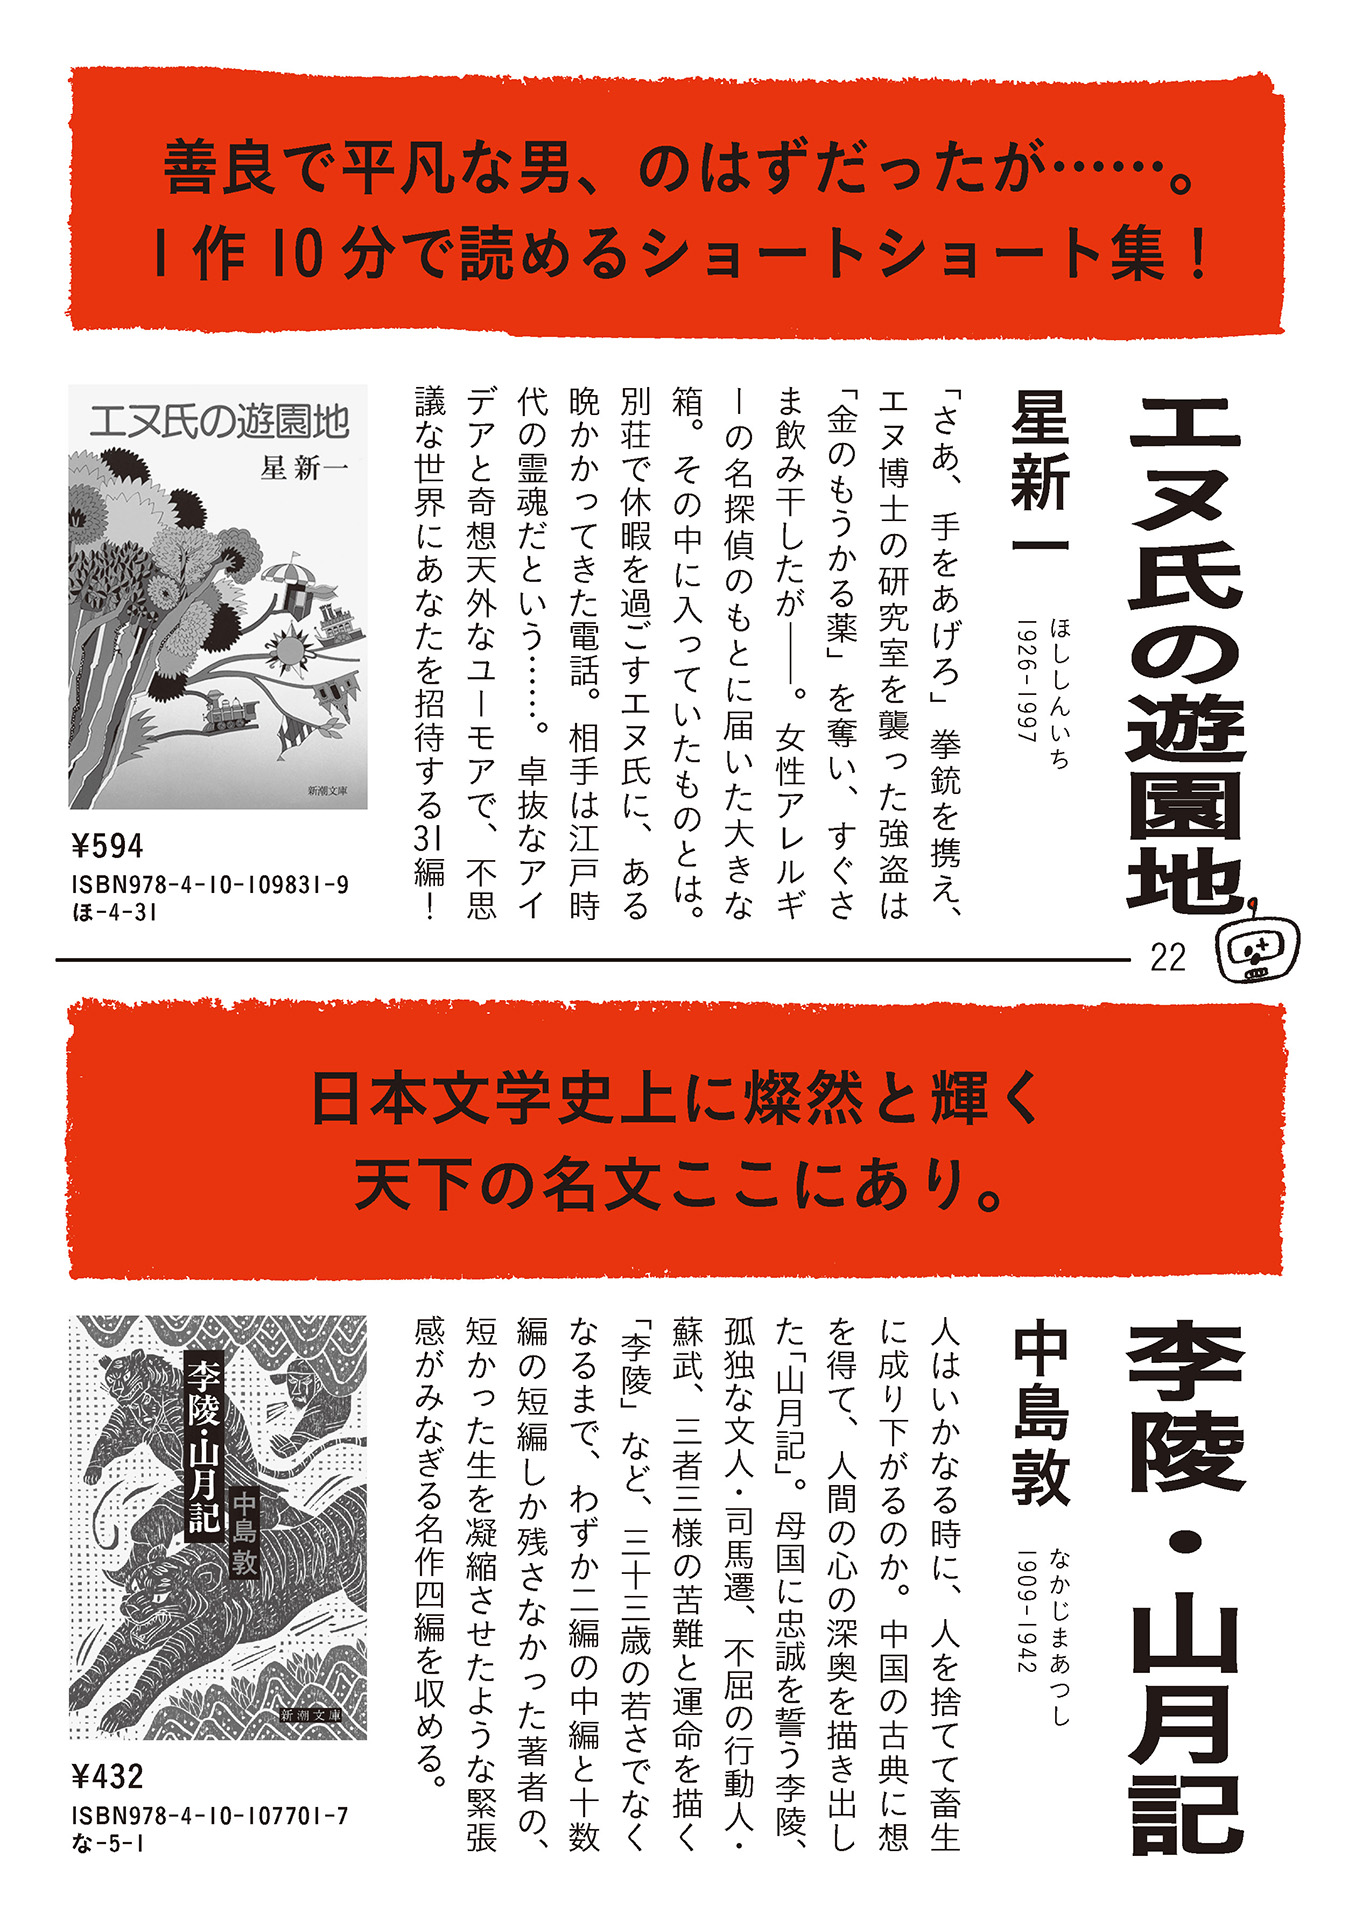 善良で平凡な男、のはずだったが……。
1作10分で読めるショートショート集！
エヌ氏の遊園地
星新一
ほししんいち
1926-1997
「さあ、手をあげろ」拳銃を携え、
エヌ博士の研究室を襲った強盗は
「金のもうかる薬」を奪い、すぐさ
ま飲み干したが――。女性アレルギ
ーの名探偵のもとに届いた大きな
箱。その中に入っていたものとは。
別荘で休暇を過ごすエヌ氏に、ある
晩かかってきた電話。相手は江戸時
代の霊魂だという……。卓抜なアイ
デアと奇想天外なユーモアで、不思
議な世界にあなたを招待する31編！
エヌ氏の遊園地
星 新一
新潮文庫
¥594
ISBN978-4-10-109831-9
ほ-4-31
22
日本文学史上に燦然と輝く
天下の名文ここにあり。
李陵・山月記
中島敦
なかじまあつし
1909-1942
人はいかなる時に、人を捨てて畜生
に成り下がるのか。中国の古典に想
を得て、人間の心の深奥を描き出し
た「山月記」。母国に忠誠を誓う李陵、
孤独な文人・司馬遷、不屈の行動人・
蘇武、三者三様の苦難と運命を描く
「李陵」など、三十三歳の若さでなく
なるまで、わずか二編の中編と十数
編の短編しか残さなかった著者の、
短かった生を凝縮させたような緊張
感がみなぎる名作四編を収める。
李陵・山月記
中島敦
新潮文庫
¥432
ISBN978-4-10-107701-7
な-5-1